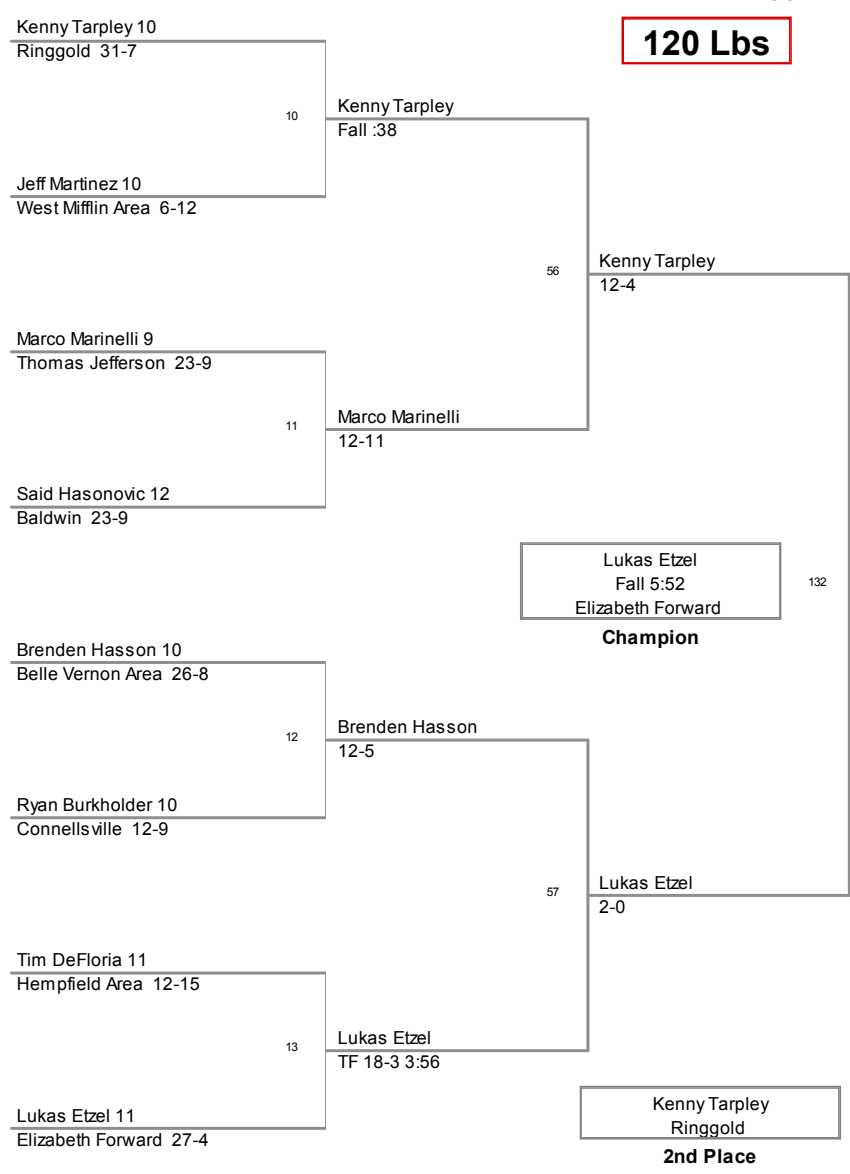 120 Lbs
Kenny Tarpley 10
Ringgold 31-7
10
Kenny Tarpley
Fall :38
Jeff Martinez 10
West Mifflin Area 6-12
56
Kenny Tarpley
12-4
Marco Marinelli 9
Thomas Jefferson 23-9
11
Marco Marinelli
12-11
Said Hasonovic 12
Baldwin 23-9
Lukas Etzel
Fall 5:52
Elizabeth Forward
Champion
132
Brenden Hasson 10
Belle Vernon Area 26-8
12
Brenden Hasson
12-5
Ryan Burkholder 10
Connellsville 12-9
57
Lukas Etzel
2-0
Tim DeFloria 11
Hempfield Area 12-15
13
Lukas Etzel
TF 18-3 3:56
Lukas Etzel 11
Elizabeth Forward 27-4
Kenny Tarpley
Ringgold
2nd Place